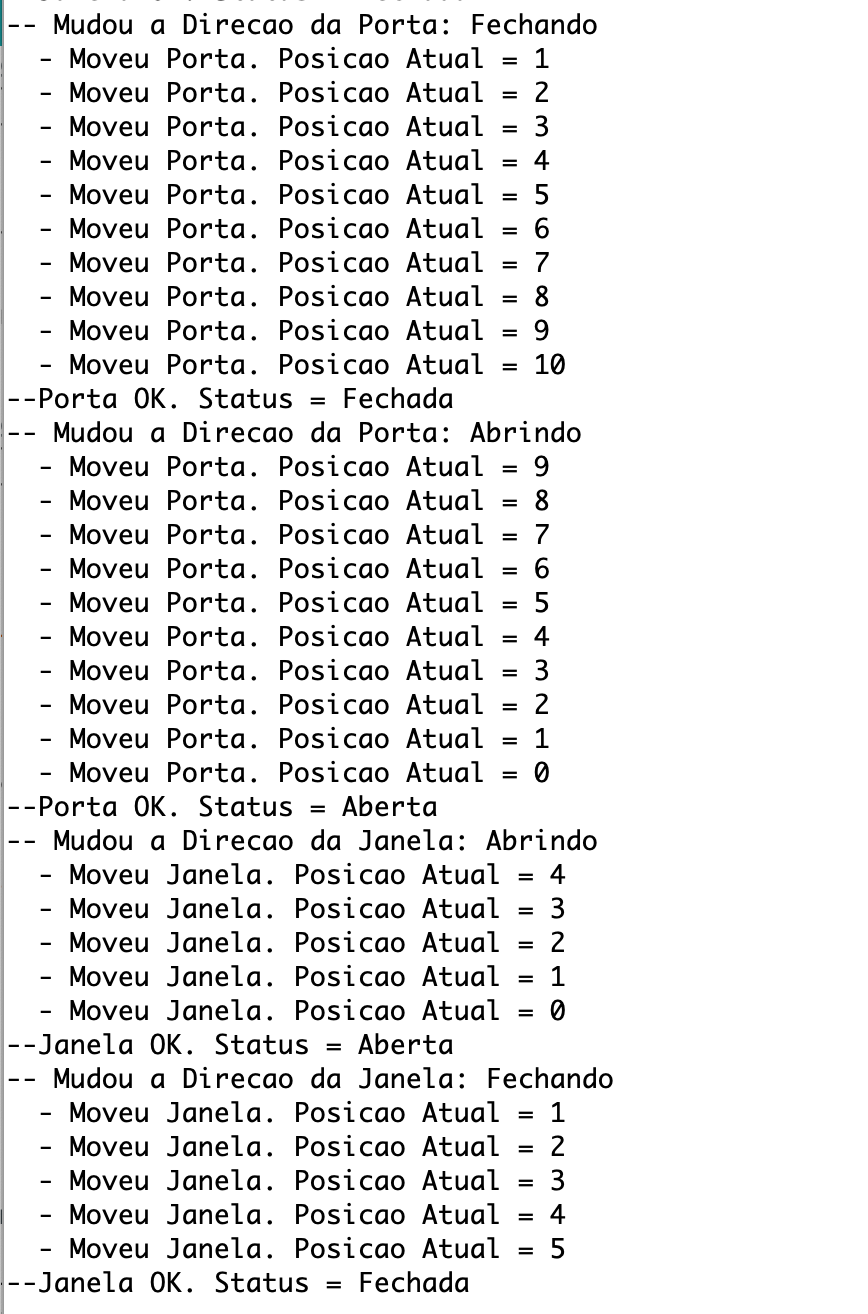 -- Mudou a Direcao da Porta: Fechando
- Moveu Porta. Posicao Atual = 1
- Moveu Porta. Posicao Atual = 2
- Moveu Porta. Posicao Atual = 3
- Moveu Porta. Posicao Atual = 4
- Moveu Porta. Posicao Atual = 5
- Moveu Porta. Posicao Atual = 6
- Moveu Porta. Posicao Atual = 7
- Moveu Porta. Posicao Atual = 8
- Moveu Porta. Posicao Atual = 9
- Moveu Porta. Posicao Atual = 10
--Porta OK. Status = Fechada
-- Mudou a Direcao da Porta: Abrindo
- Moveu Porta. Posicao Atual = 9
- Moveu Porta. Posicao Atual = 8
- Moveu Porta. Posicao Atual = 7
- Moveu Porta. Posicao Atual = 6
- Moveu Porta. Posicao Atual = 5
- Moveu Porta. Posicao Atual = 4
- Moveu Porta. Posicao Atual = 3
- Moveu Porta. Posicao Atual = 2
- Moveu Porta. Posicao Atual = 1
- Moveu Porta. Posicao Atual = 0
--Porta OK. Status = Aberta
-- Mudou a Direcao da Janela: Abrindo
- Moveu Janela. Posicao Atual = 4
- Moveu Janela. Posicao Atual = 3
- Moveu Janela. Posicao Atual = 2
- Moveu Janela. Posicao Atual = 1
- Moveu Janela. Posicao Atual = 0
--Janela OK. Status = Aberta
-- Mudou a Direcao da Janela: Fechando
- Moveu Janela. Posicao Atual = 1
- Moveu Janela. Posicao Atual = 2
- Moveu Janela. Posicao Atual = 3
- Moveu Janela. Posicao Atual = 4
- Moveu Janela. Posicao Atual = 5
--Janela OK. Status = Fechada